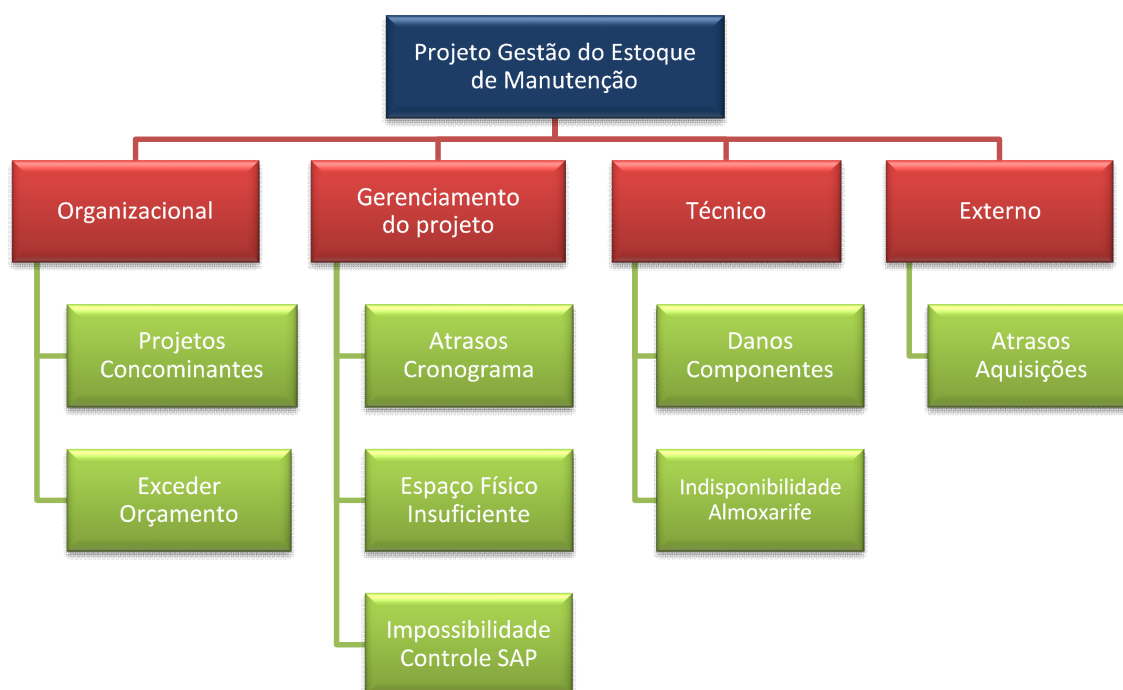 Projeto Gestão do Estoque
de Manutenção
Organizacional
Gerenciamento
do projeto
Técnico
Externo
Projetos
Concominantes
Atrasos
Cronograma
Danos
Componentes
Atrasos
Aquisições
Exceder
Orçamento
Espaço Físico
Insuficiente
Indisponibilidade
Almoxarife
Impossibilidade
Controle SAP